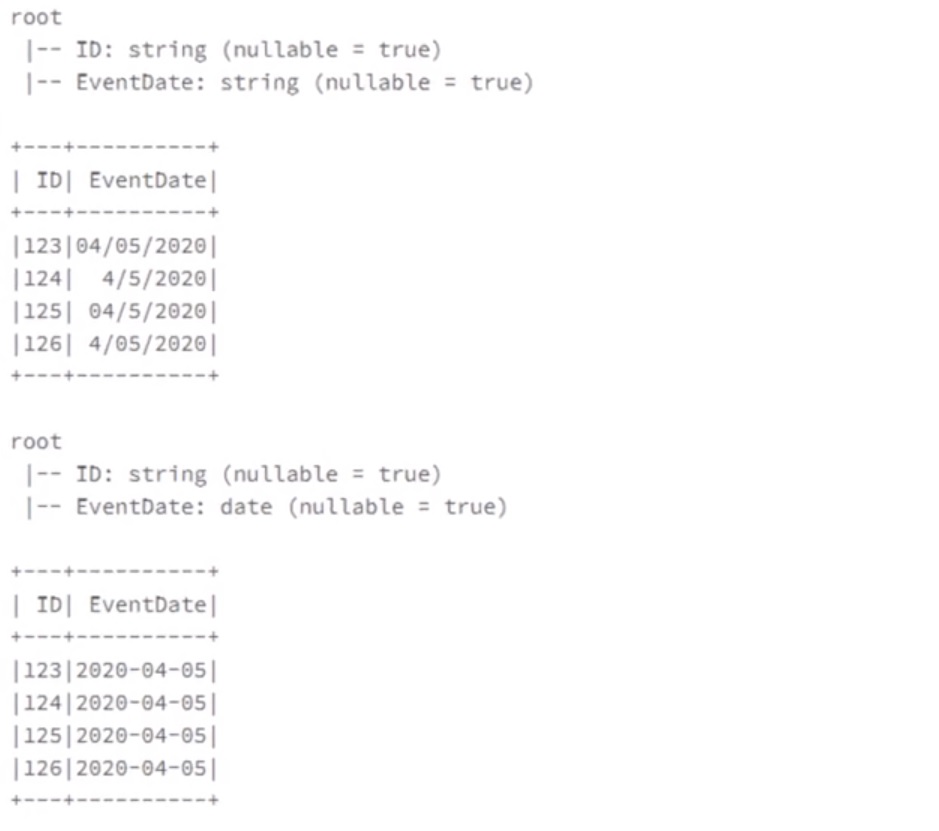 root
 |-- ID: string (nullable = true)
 |-- EventDate: string (nullable = true)
+---+----------+
| ID| EventDate|
+---+----------+
|123|04/05/2020|
|124|  4/5/2020|
|125| 04/5/2020|
|126| 4/05/2020|
+---+----------+
root
 |-- ID: string (nullable = true)
 |-- EventDate: date (nullable = true)
+---+----------+
| ID| EventDate|
+---+----------+
|123|2020-04-05|
|124|2020-04-05|
|125|2020-04-05|
|126|2020-04-05|
+---+----------+